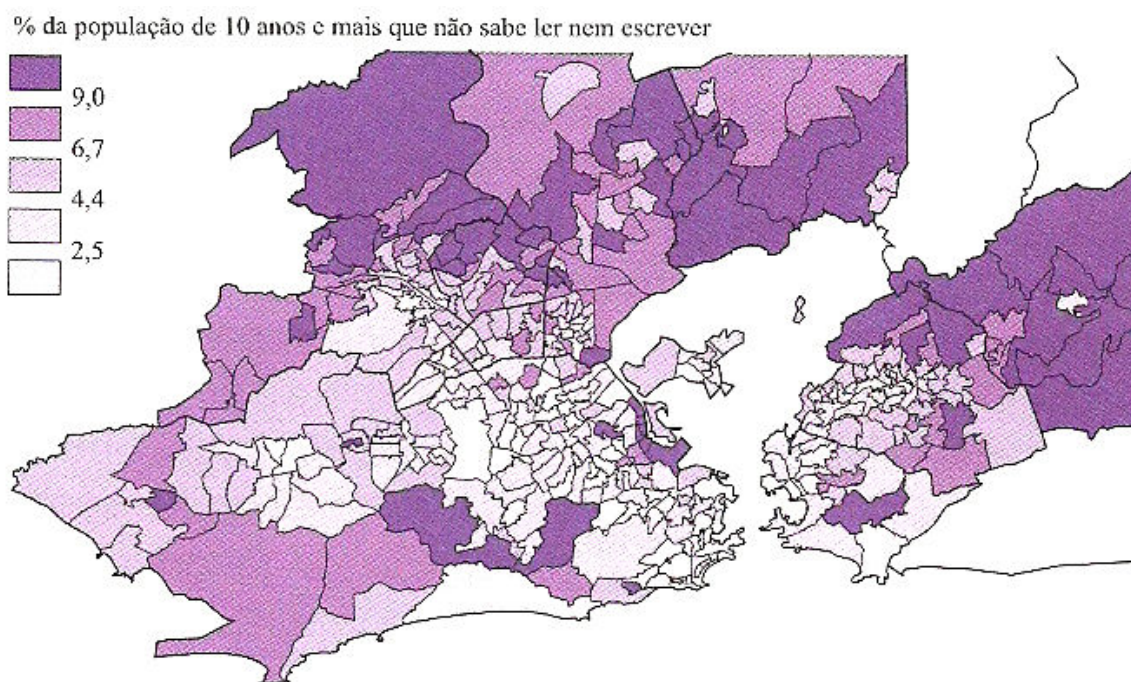 % da população de 10 anos e mais que não sabe ler nem escrever
9,0
6,7
4,4
2,5